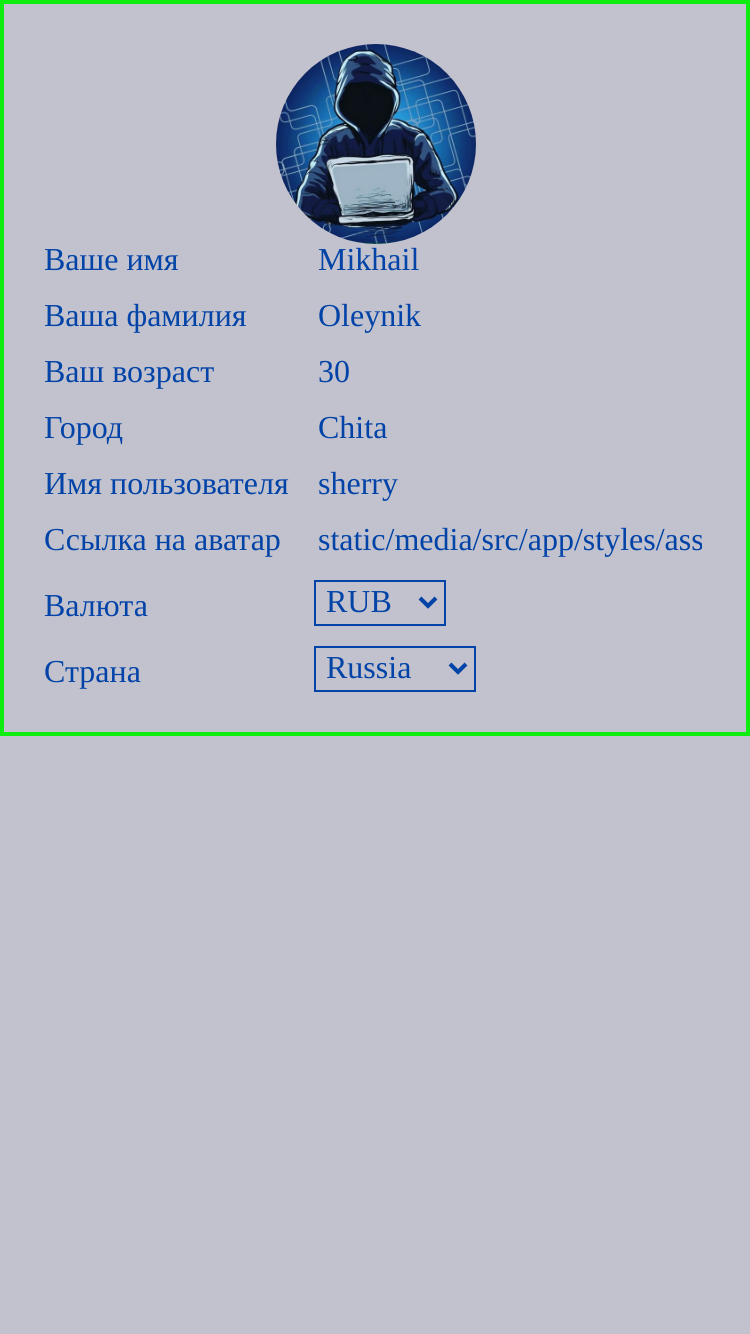 Ваше имя Mikhail
Ваша фамилия Oleynik
Ваш возраст 30
Город Chita
Имя пользователя sherry
Ссылка на аватар static/media/src/app/styles/ass
Валюта RUB
Страна Russia